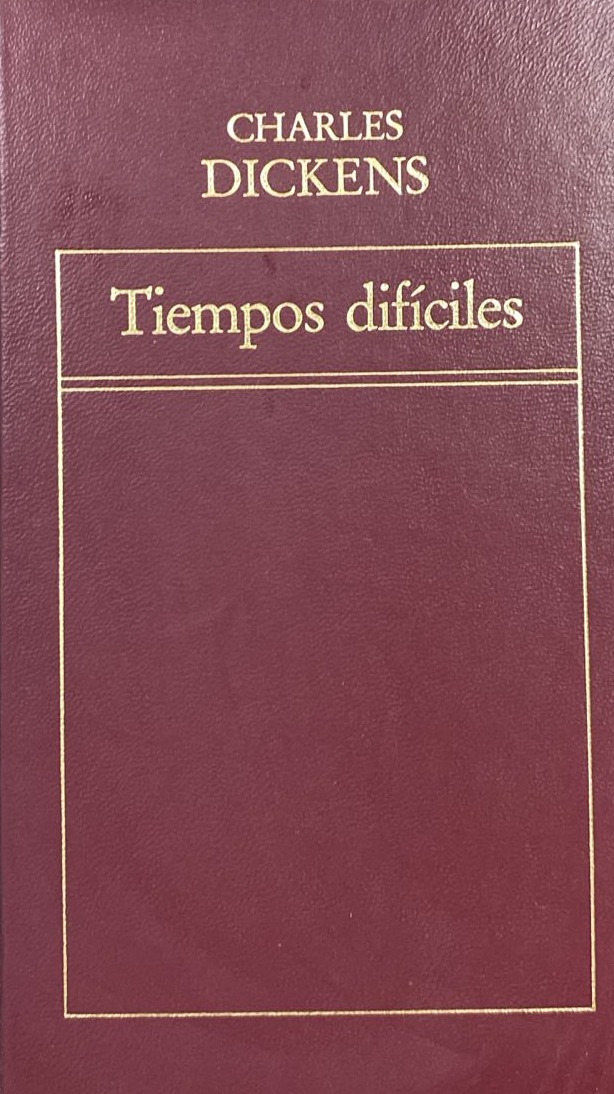 CHARLES
DICKENS
Tiempos difíciles